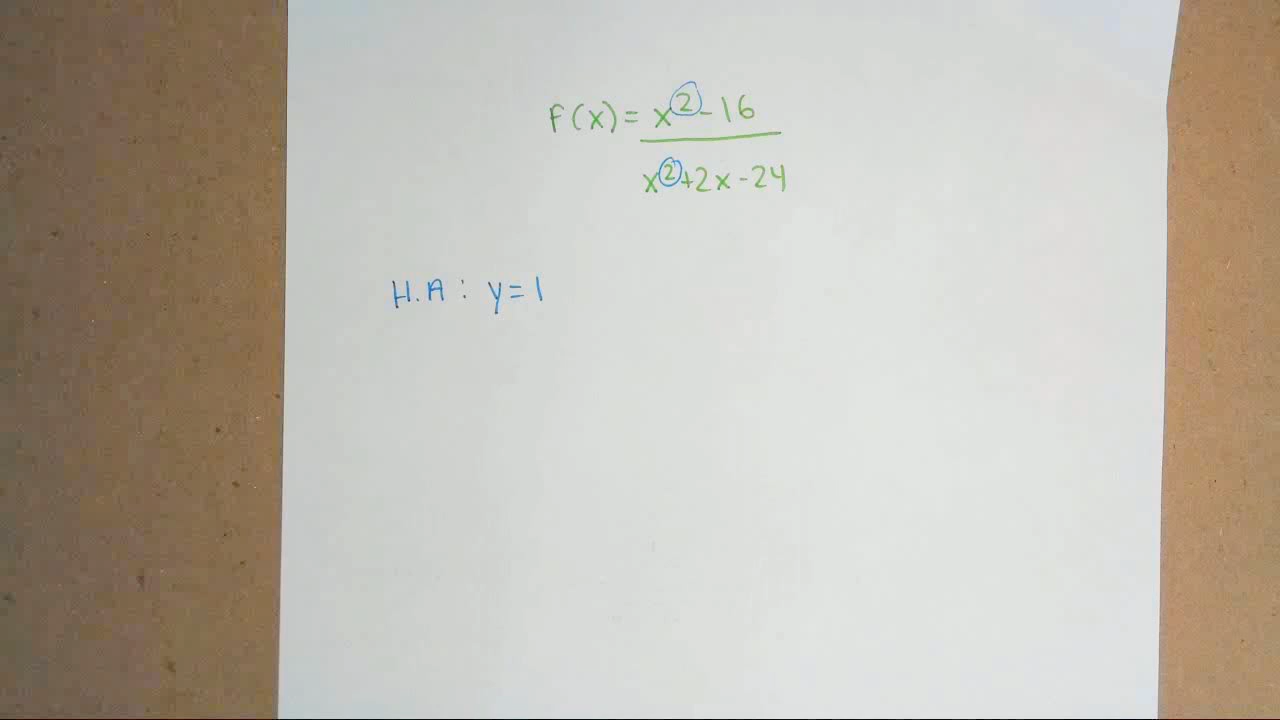 F(x) = x² - 16
x² + 2x - 24
H.A : y = 1